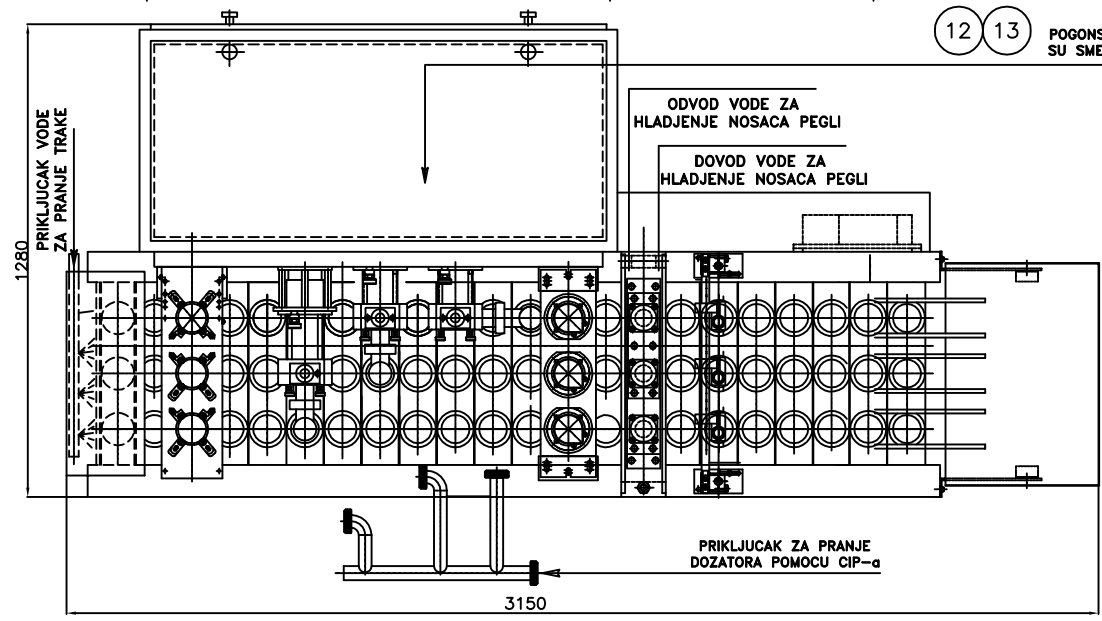 12 13
POGONS
SU SME
ODVOD VODE ZA
HLADJENJE NOSACA PEGLI
DOVOD VODE ZA
HLADJENJE NOSACA PEGLI
PRIKLJUCAK VODE
ZA PRANJE TRAKE
1280
PRIKLJUCAK ZA PRANJE
DOZATORA POMOCU CIP-a
3150